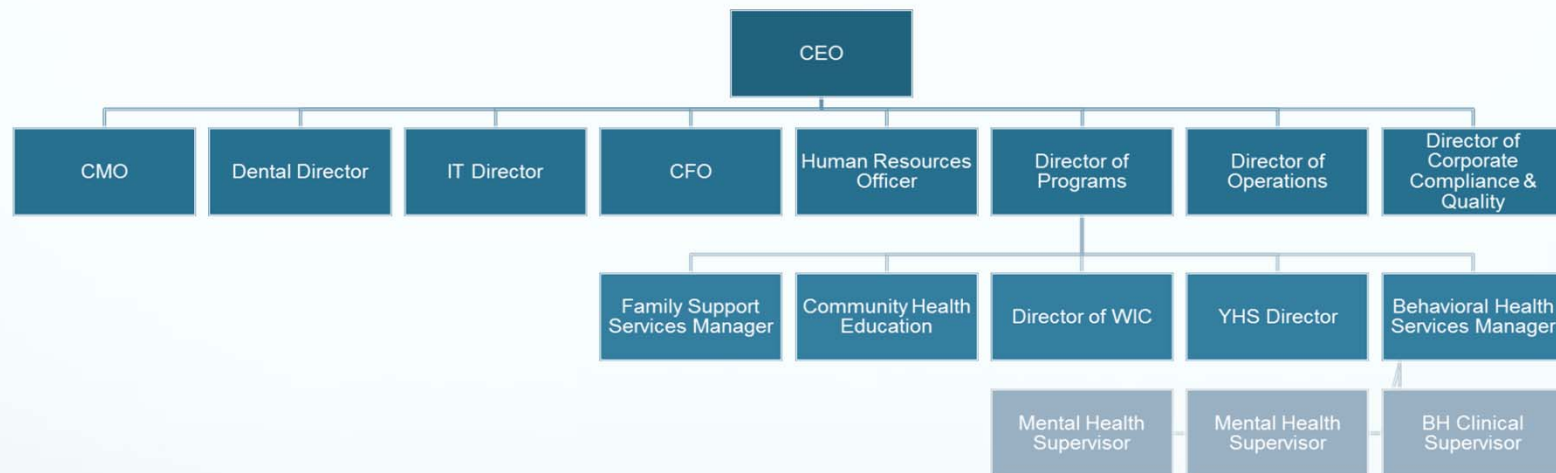 CEO
CMO
Dental Director
IT Director
CFO
Human Resources
Officer
Director of
Programs
Director of
Operations
Director of
Corporate
Compliance &
Quality
Family Support
Services Manager
Community Health
Education
Director of WIC
YHS Director
Behavioral Health
Services Manager
Mental Health
Supervisor
Mental Health
Supervisor
BH Clinical
Supervisor